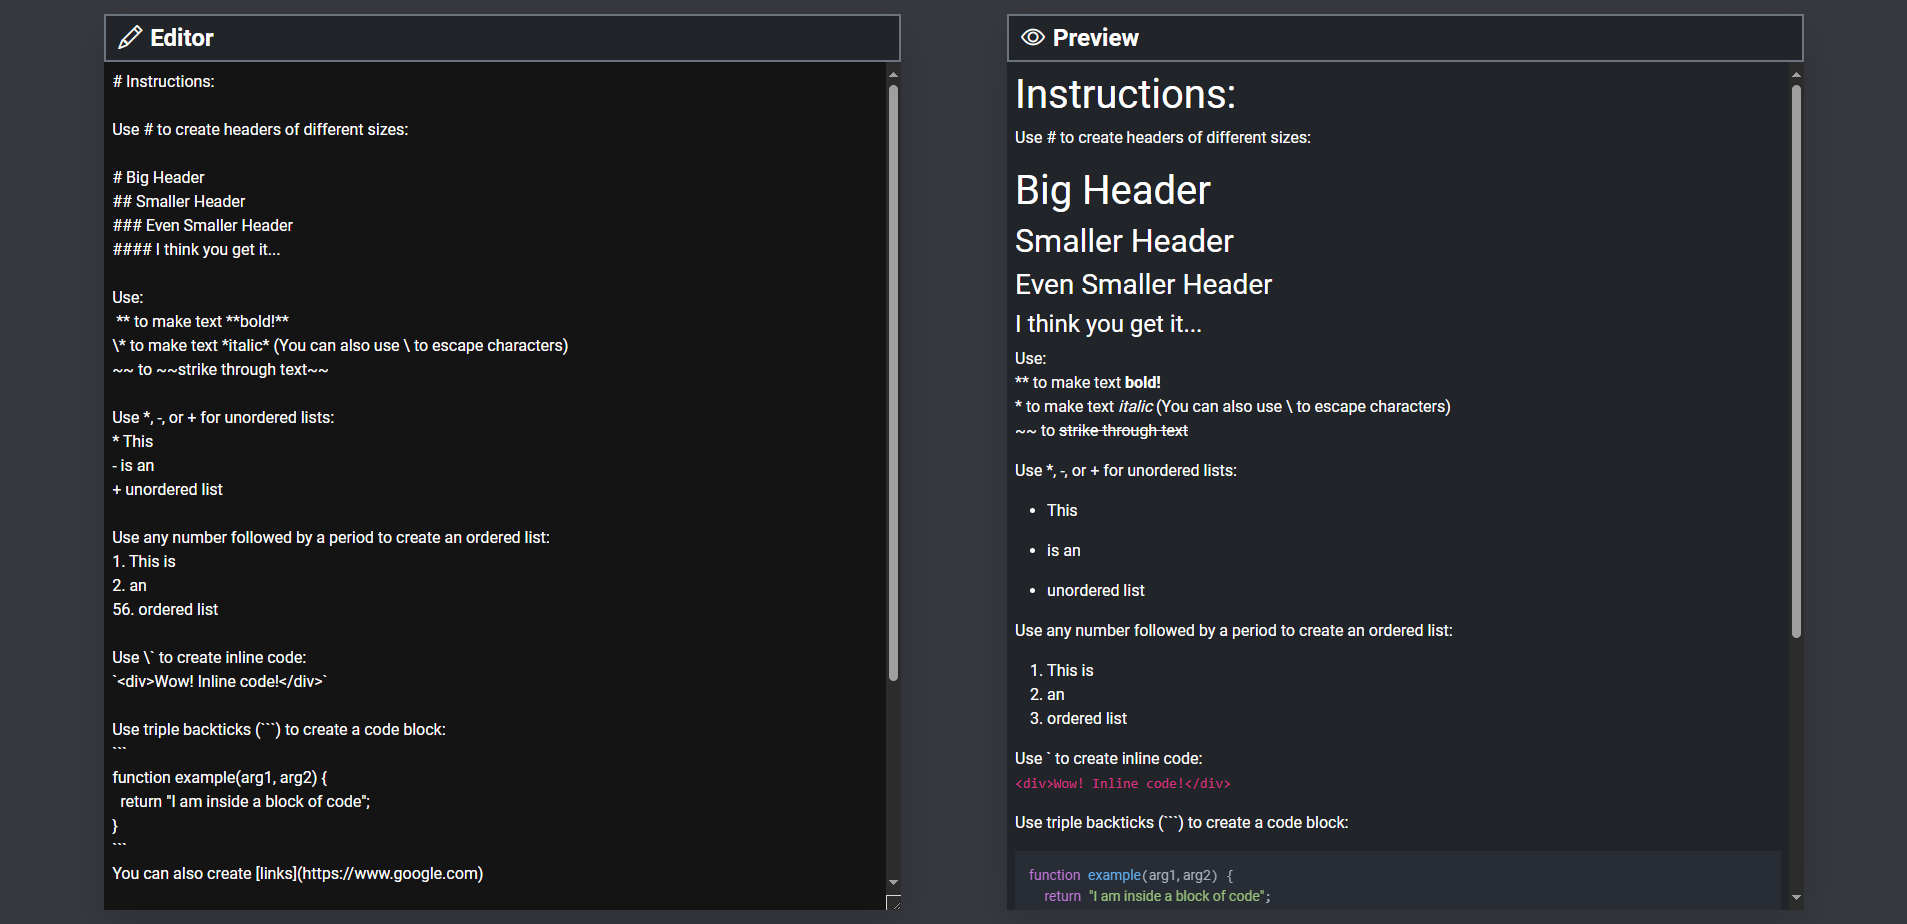 Editor
# Instructions:
Use # to create headers of different sizes:
# Big Header
## Smaller Header
### Even Smaller Header
#### I think you get it...
Use:
** to make text **bold!**
\* to make text *italic* (You can also use \ to escape characters)
~~ to ~~strike through text~~
Use *, -, or + for unordered lists:
* This
- is an
+ unordered list
Use any number followed by a period to create an ordered list:
1. This is
2. an
56. ordered list
Use \` to create inline code:
`<div>Wow! Inline code!</div>`
Use triple backticks (```) to create a code block:
```
function example(arg1, arg2) {
  return "I am inside a block of code";
}
```
You can also create [links](https://www.google.com)
Preview
Instructions:
Use # to create headers of different sizes:
Big Header
Smaller Header
Even Smaller Header
I think you get it...
Use:
** to make text bold!
* to make text italic (You can also use \ to escape characters)
~~ to strike through text
Use *, -, or + for unordered lists:
• This
• is an
• unordered list
Use any number followed by a period to create an ordered list:
1. This is
2. an
3. ordered list
Use ` to create inline code:
<div>Wow! Inline code!</div>
Use triple backticks (```) to create a code block:
function example(arg1, arg2) {
  return "I am inside a block of code";